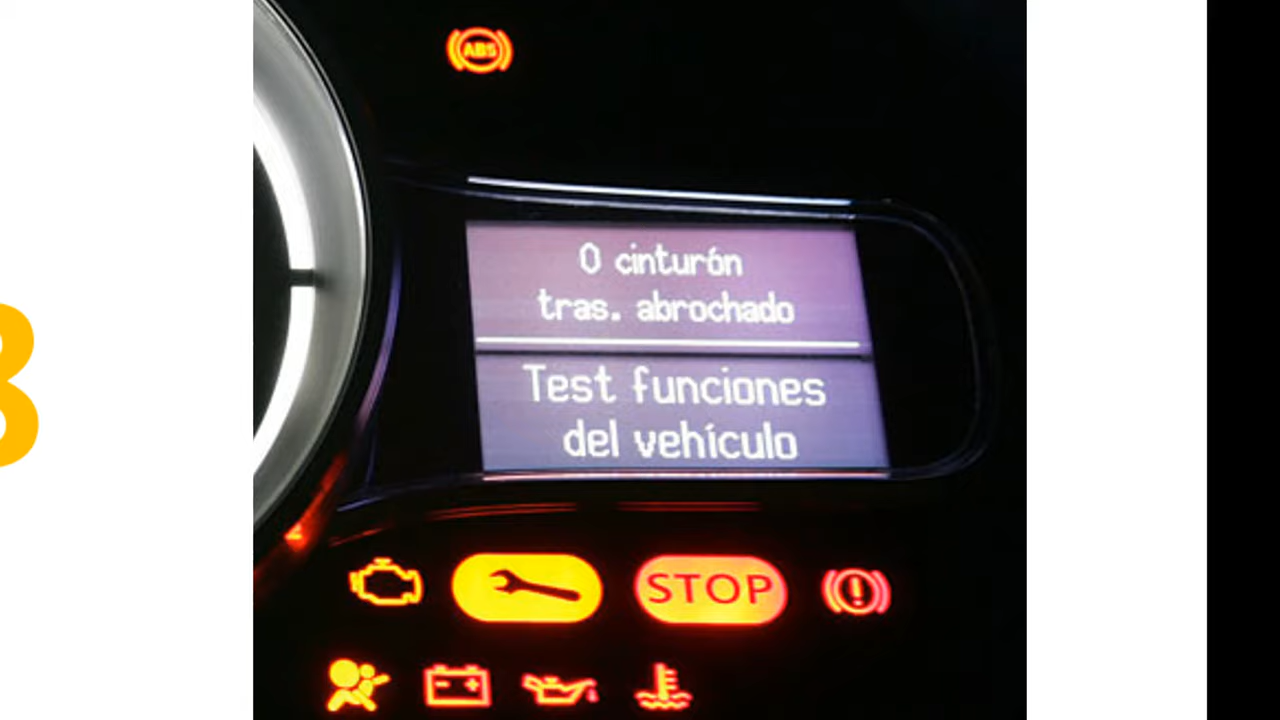 ABS
0 cinturón
tras. abrochado
Test funciones
del vehículo
STOP